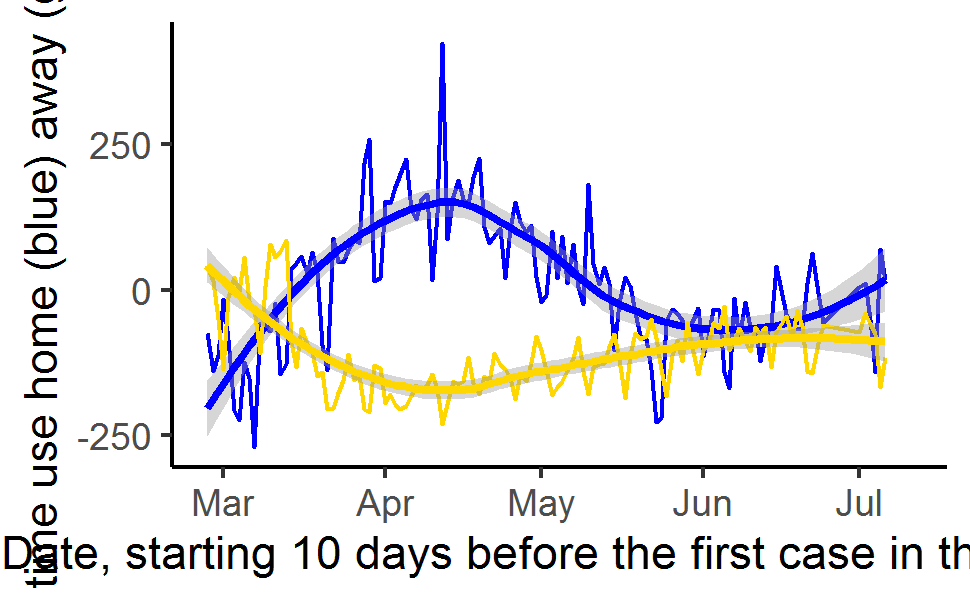 time use home (blue) away (
250
0
-250
Mar Apr May Jun Jul
Date, starting 10 days before the first case in th